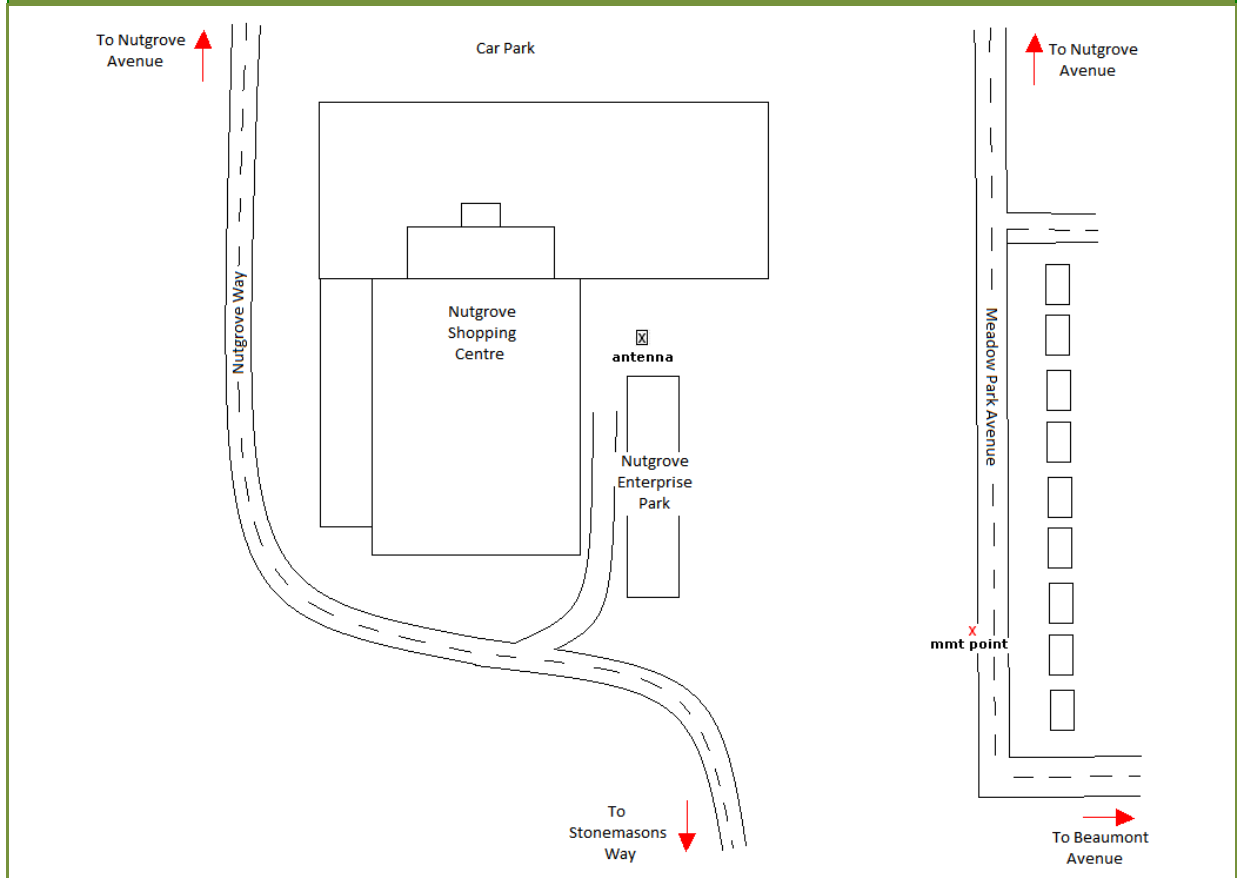 To Nutgrove
Avenue
Car Park
To Nutgrove
Avenue
Nutgrove Way
Nutgrove
Shopping
Centre
X
antenna
Meadow Park Avenue
Nutgrove
Enterprise
Park
X
mmt point
To
Stonemasons
Way
To Beaumont
Avenue